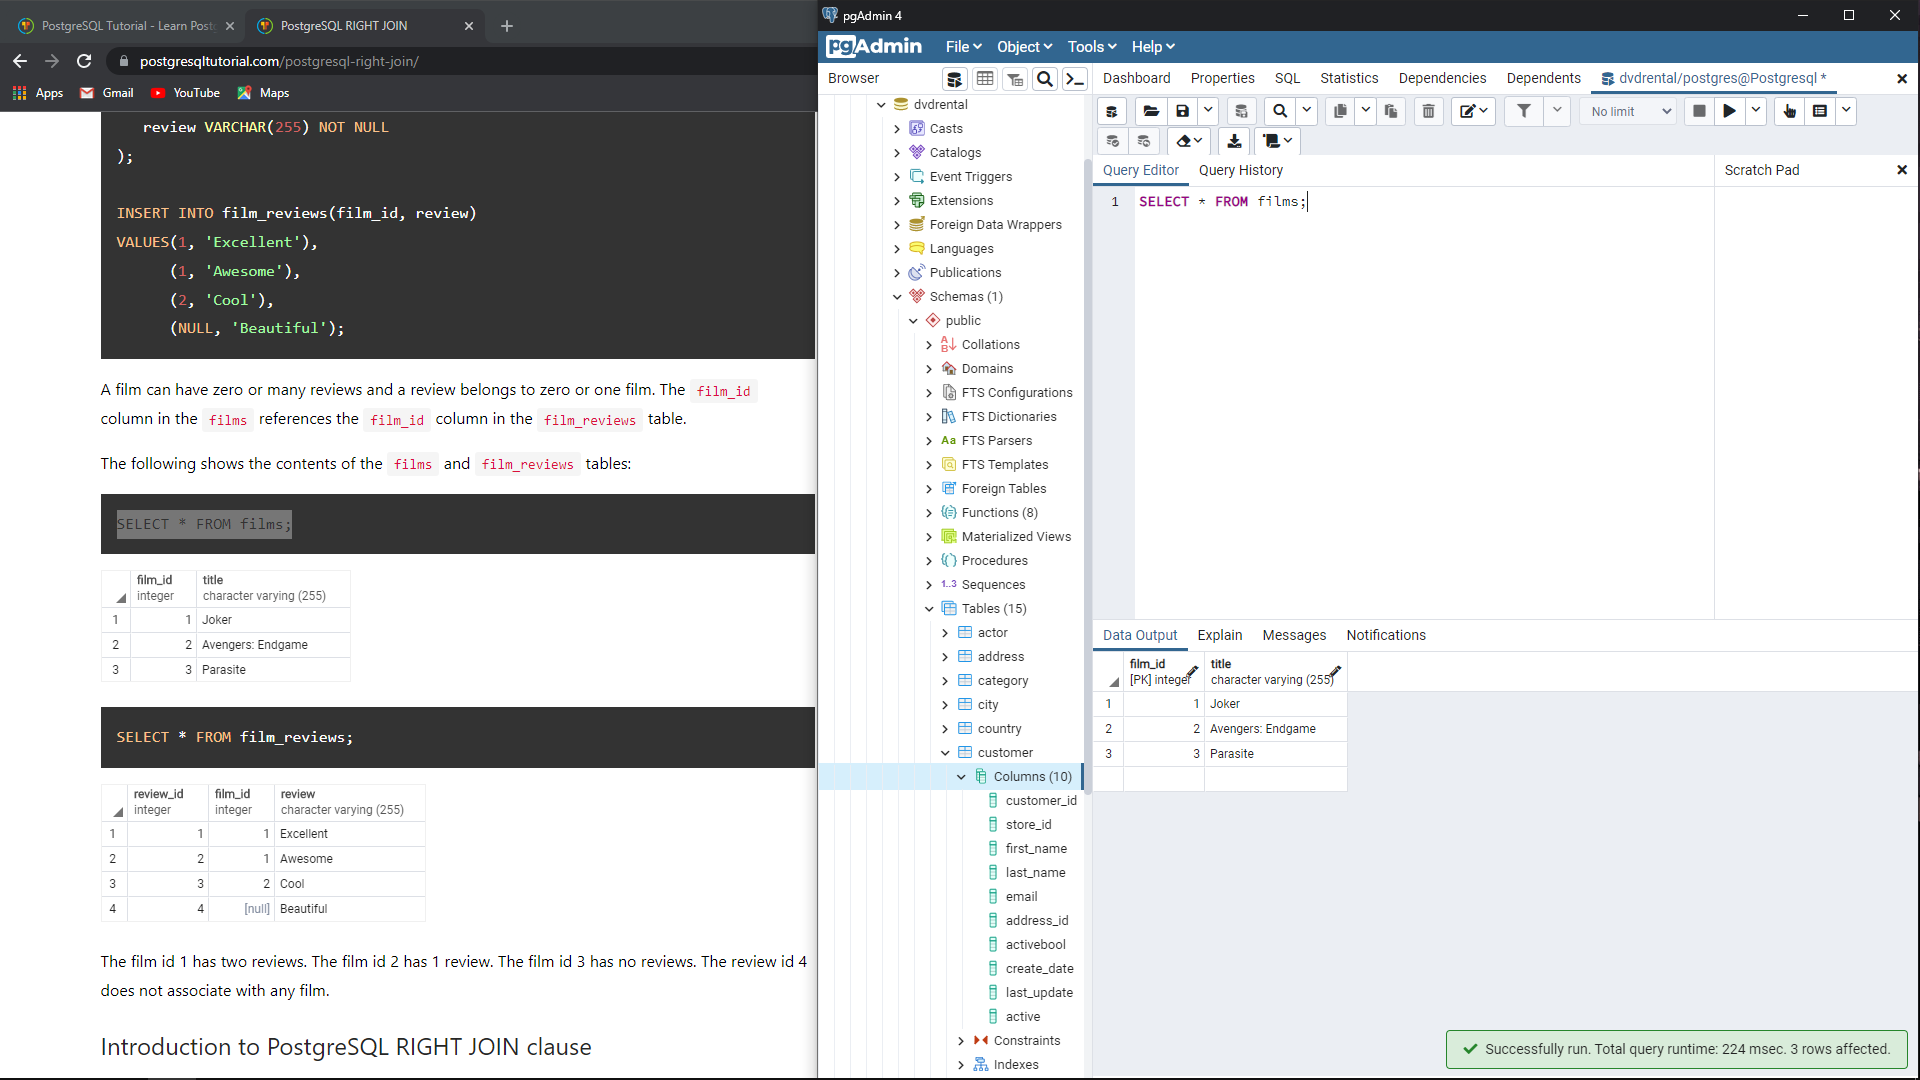 PostgreSQL Tutorial - Learn Post
PostgreSQL RIGHT JOIN
postgresqltutorial.com/postgresql-right-join/
Apps Gmail YouTube Maps
review VARCHAR(255) NOT NULL
);
INSERT INTO film_reviews(film_id, review)
VALUES(1, 'Excellent'),
(1, 'Awesome'),
(2, 'Cool'),
(NULL, 'Beautiful');
A film can have zero or many reviews and a review belongs to zero or one film. The film_id
column in the films references the film_id column in the film_reviews table.
The following shows the contents of the films and film_reviews tables:
SELECT * FROM films;
film_id title
integer character varying (255)
1 1 Joker
2 2 Avengers: Endgame
3 3 Parasite
SELECT * FROM film_reviews;
review_id film_id review
integer integer character varying (255)
1 1 1 Excellent
2 2 1 Awesome
3 3 2 Cool
4 4 [null] Beautiful
The film id 1 has two reviews. The film id 2 has 1 review. The film id 3 has no reviews. The review id 4
does not associate with any film.
Introduction to PostgreSQL RIGHT JOIN clause
pgAdmin 4
pgAdmin File Object Tools Help
Browser
dvdrental
Casts
Catalogs
Event Triggers
Extensions
Foreign Data Wrappers
Languages
Publications
Schemas (1)
public
Collations
Domains
FTS Configurations
FTS Dictionaries
Aa FTS Parsers
FTS Templates
Foreign Tables
Functions (8)
Materialized Views
Procedures
1..3 Sequences
Tables (15)
actor
address
category
city
country
customer
Columns (10)
customer_id
store_id
first_name
last_name
email
address_id
activebool
create_date
last_update
active
Constraints
Indexes
Dashboard Properties SQL Statistics Dependencies Dependents dvdrental/postgres@Postgresql *
No limit
Query Editor Query History
Scratch Pad
1 SELECT * FROM films;
Data Output Explain Messages Notifications
film_id title
[PK] integer character varying (255)
1 1 Joker
2 2 Avengers: Endgame
3 3 Parasite
Successfully run. Total query runtime: 224 msec. 3 rows affected.